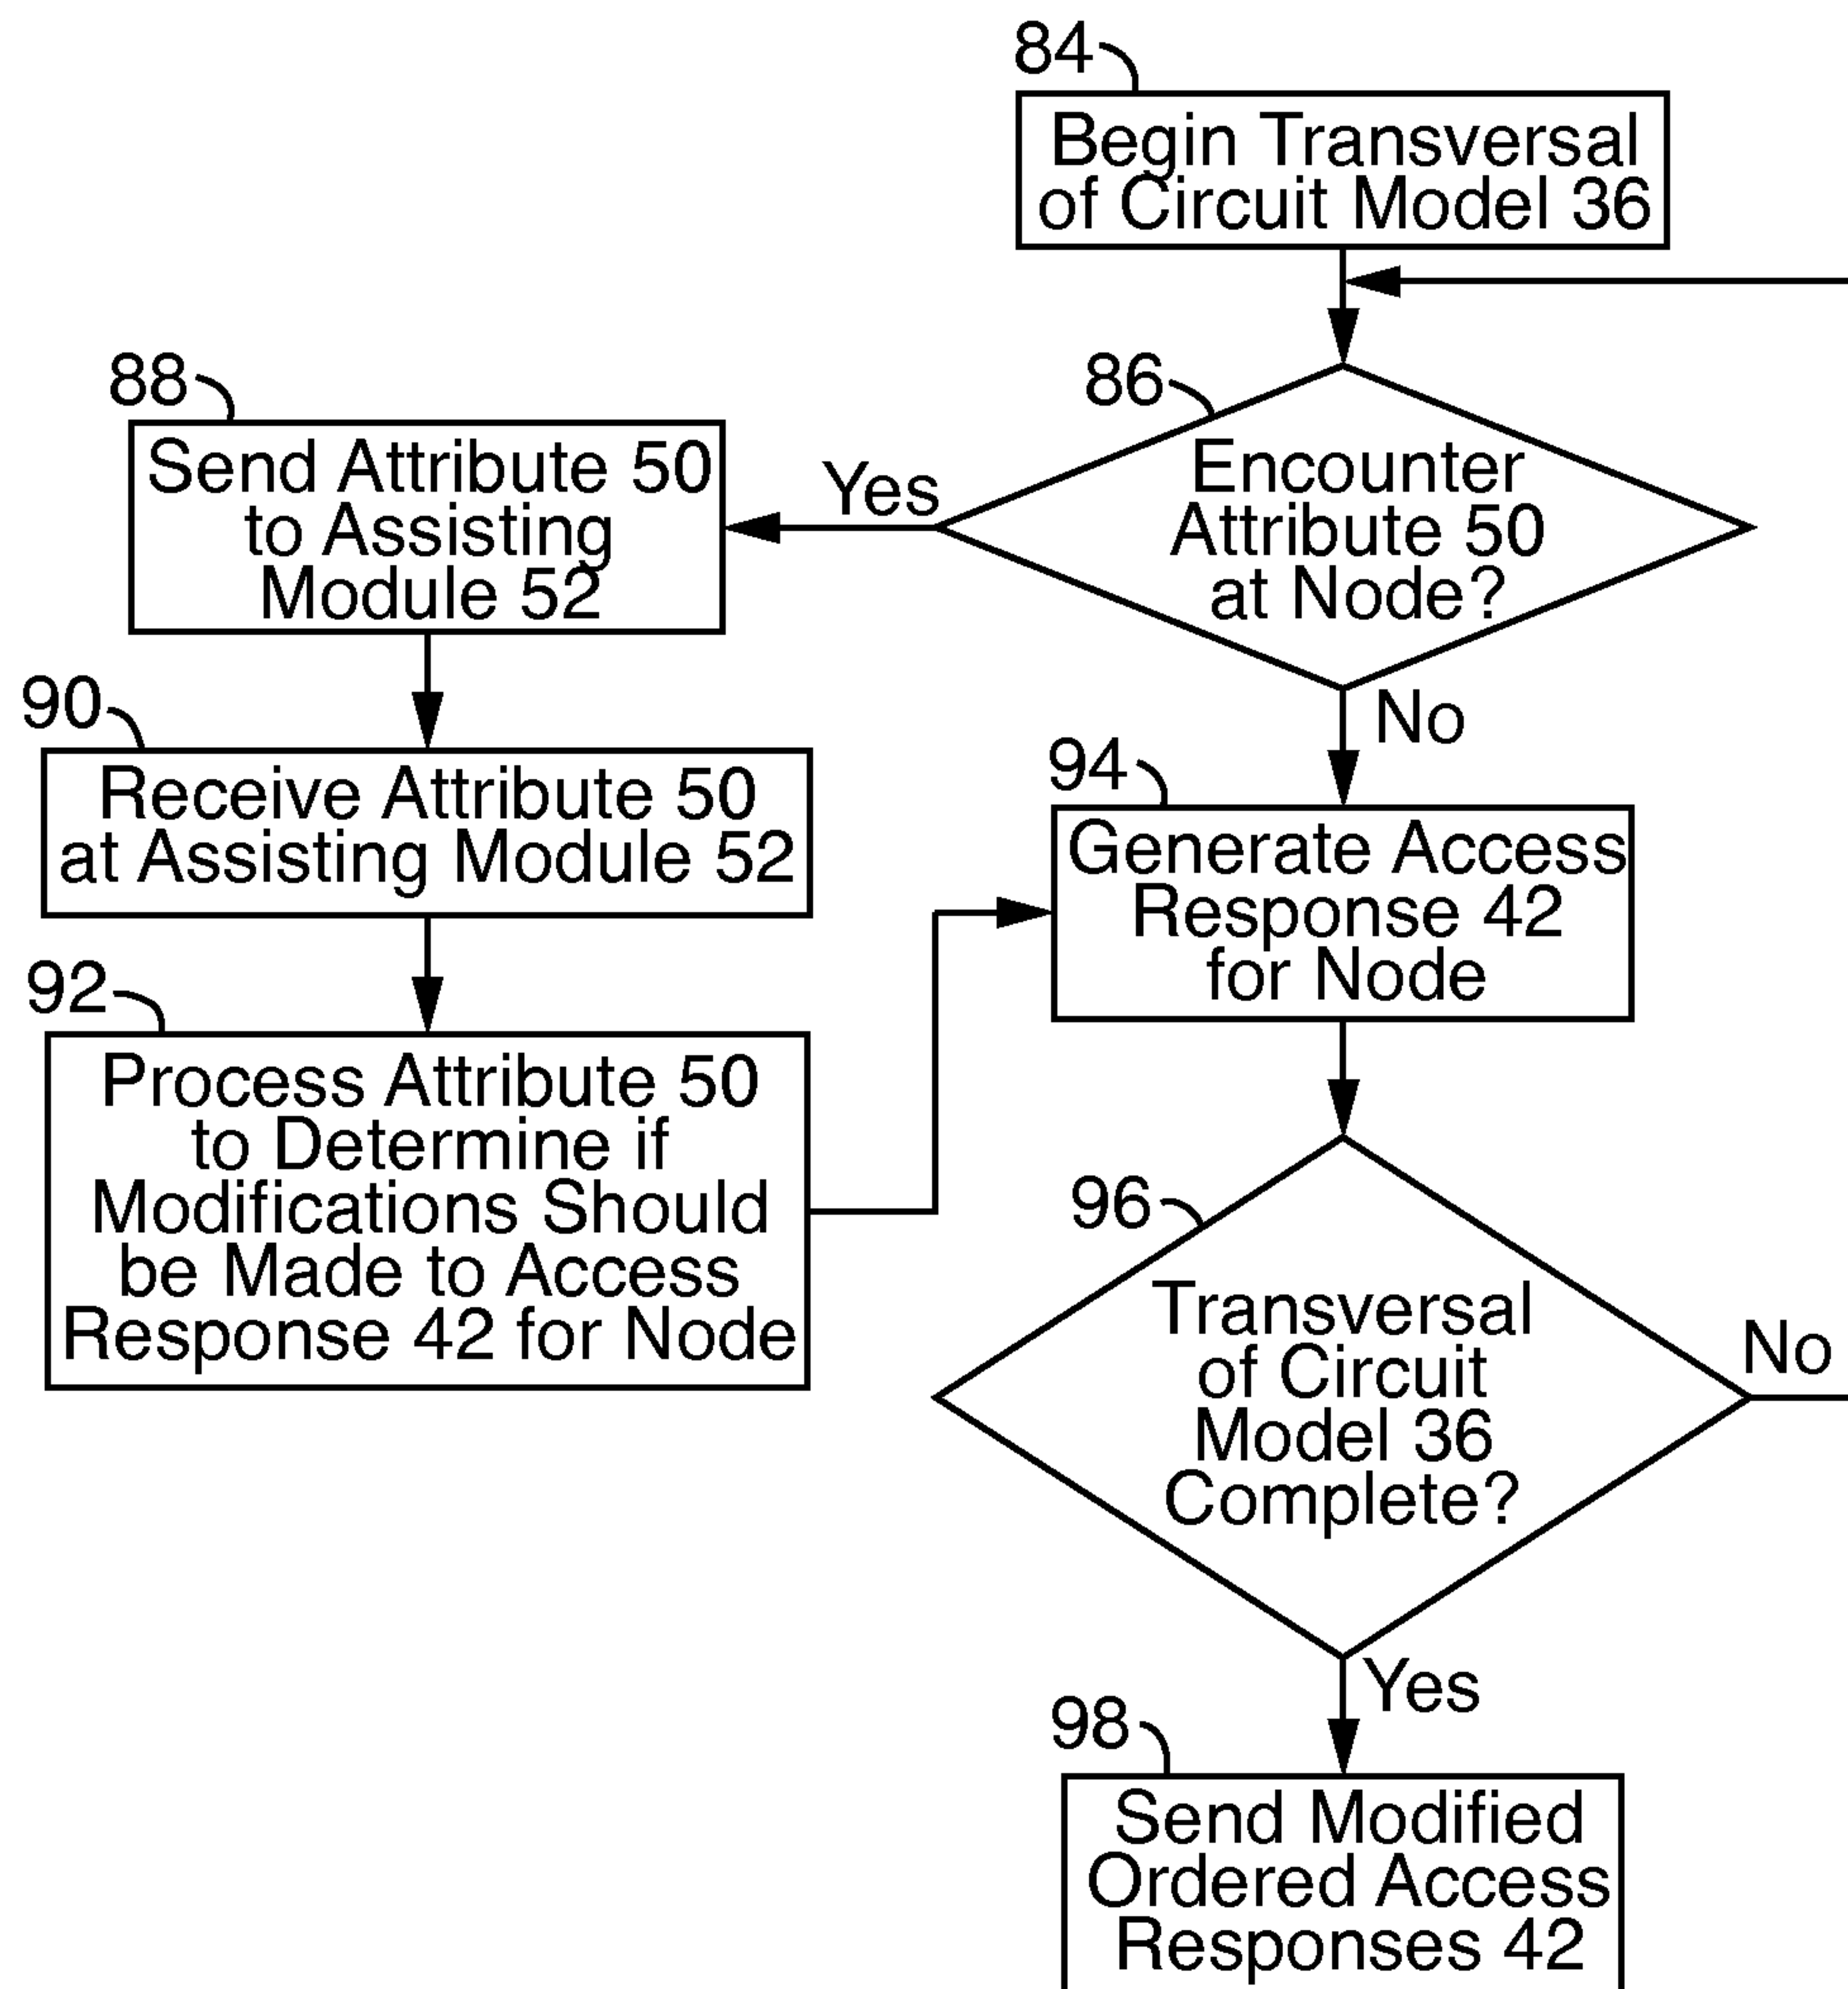 84
Begin Transversal
of Circuit Model 36
86
Encounter
Attribute 50
at Node?
Yes
No
88
Send Attribute 50
to Assisting
Module 52
90
Receive Attribute 50
at Assisting Module 52
92
Process Attribute 50
to Determine if
Modifications Should
be Made to Access
Response 42 for Node
94
Generate Access
Response 42
for Node
96
Transversal
of Circuit
Model 36
Complete?
No
Yes
98
Send Modified
Ordered Access
Responses 42